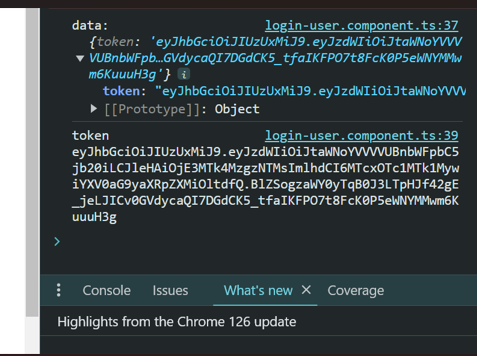 data: login-user.component.ts:37
{token: 'eyJhbGciOiJIUzUxMiJ9.eyJzdWIiOiJtaWNoYVVV
VUBnbWFpb…GVdycaQI7DGdCK5_tfaIKFPO7t8FcK0P5eWNYMMw
m6KuuuH3g'}
token: "eyJhbGciOiJIUzUxMiJ9.eyJzdWIiOiJtaWNoYVVV
[[Prototype]]: Object
token login-user.component.ts:39
eyJhbGciOiJIUzUxMiJ9.eyJzdWIiOiJtaWNoYVVVVUBnbWFpbC5
jb20iLCJleHAiOjE3MTk4MzgzNTMsImlhdCI6MTcxOTc1MTk1Myw
iYXV0aG9yaXRpZXMiOltdfQ.BlZSogzaWY0yTqB0J3LTpHJf42gE
_jeLJICv0GVdycaQI7DGdCK5_tfaIKFPO7t8FcK0P5eWNYMMwm6K
uuuH3g
Console Issues What's new Coverage
Highlights from the Chrome 126 update